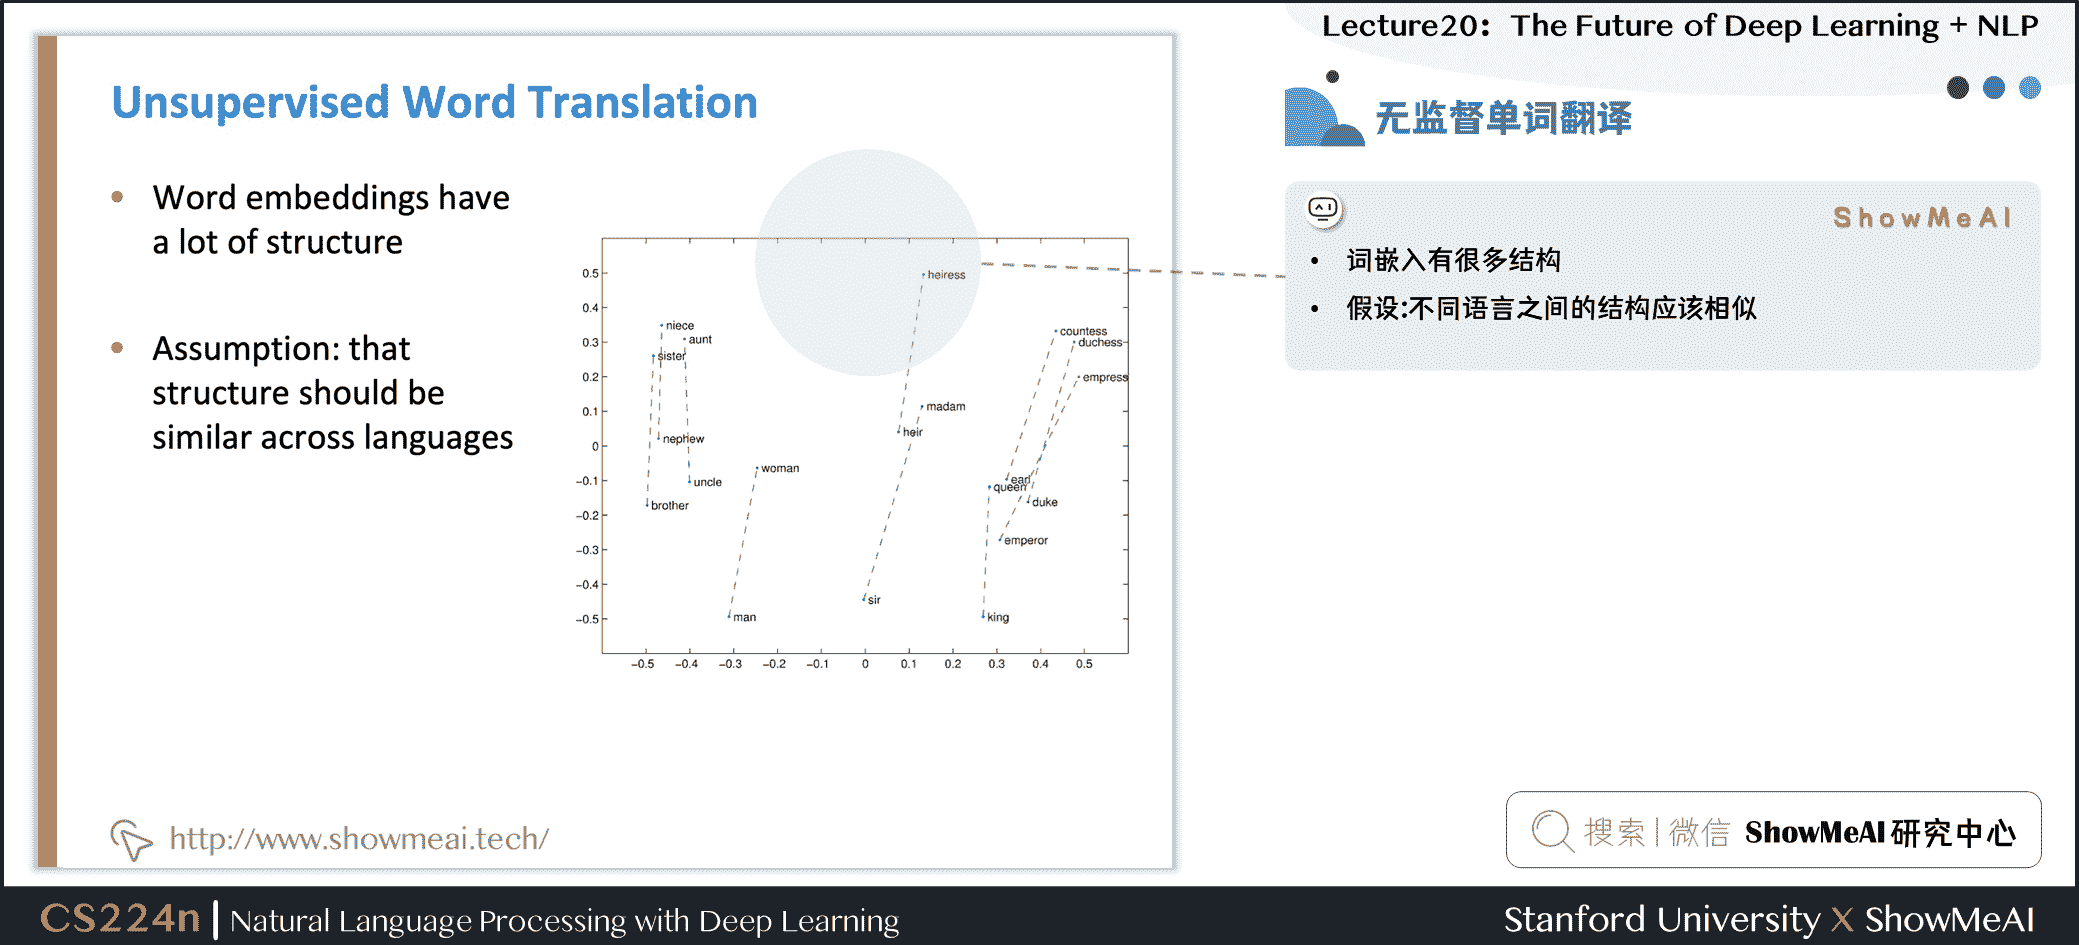 Lecture20: The Future of Deep Learning + NLP
Unsupervised Word Translation
Word embeddings have
a lot of structure
Assumption: that
structure should be
similar across languages
0.5
0.4
0.3
0.2
0.1
0
−0.1
−0.2
−0.3
−0.4
−0.5
−0.5 −0.4 −0.3 −0.2 −0.1 0 0.1 0.2 0.3 0.4 0.5
heiress
niece
aunt
sister
countess
duchess
empress
madam
heir
nephew
woman
uncle
earl
queen
brother
duke
emperor
sir
man
king
http://www.showmeai.tech/
无监督单词翻译
ShowMeAI
词嵌入有很多结构
假设:不同语言之间的结构应该相似
搜索|微信 ShowMeAI 研究中心
CS224n | Natural Language Processing with Deep Learning
Stanford University X ShowMeAI